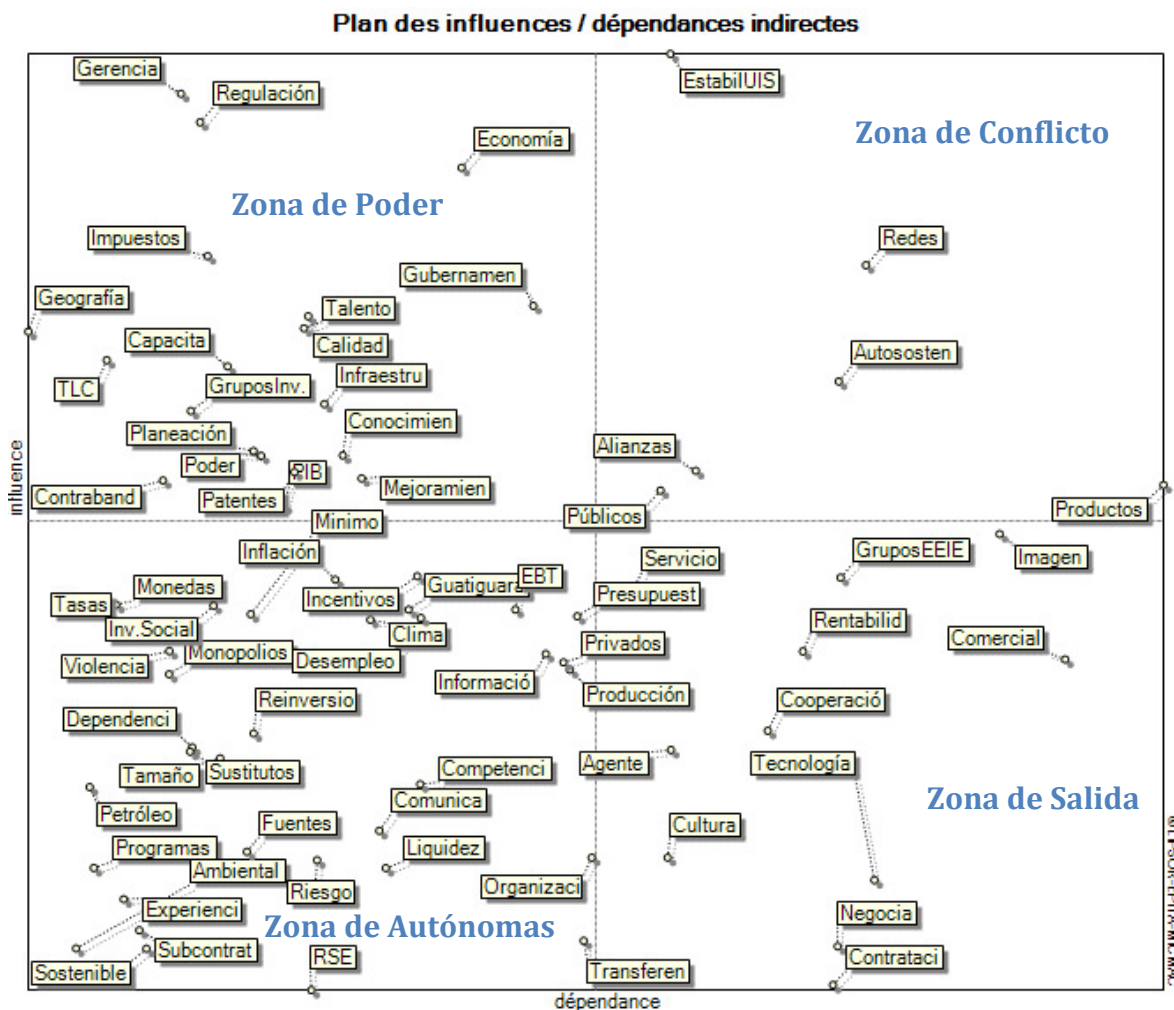 Plan des influences / dépendances indirectes
Gerencia
EstabilUIS
Regulación
Zona de Conflicto
Economía
Zona de Poder
Impuestos
Redes
Gubernamen
Geografía
Talento
Capacita
Calidad
Autososten
TLC
GruposInv.
Infraestru
Conocimien
Planeación
Alianzas
Poder
PIB
Contraband
Patentes
Mejoramien
influence
Productos
Públicos
Minimo
Inflación
GruposEEIE
Imagen
Servicio
EBT
Guatiguara
Monedas
Tasas
Incentivos
Presupuest
Inv.Social
Clima
Rentabilid
Privados
Comercial
Violencia
Monopolios
Desempleo
Informació
Producción
Reinversio
Cooperació
Dependenci
Agente
Tecnología
Tamaño
Sustitutos
Competenci
Comunica
Zona de Salida
Petróleo
Fuentes
Cultura
Programas
Ambiental
Liquidez
Riesgo
Organizaci
Experienci
Zona de Autónomas
Negocia
Subcontrat
RSE
Contrataci
Sostenible
Transferen
dépendance